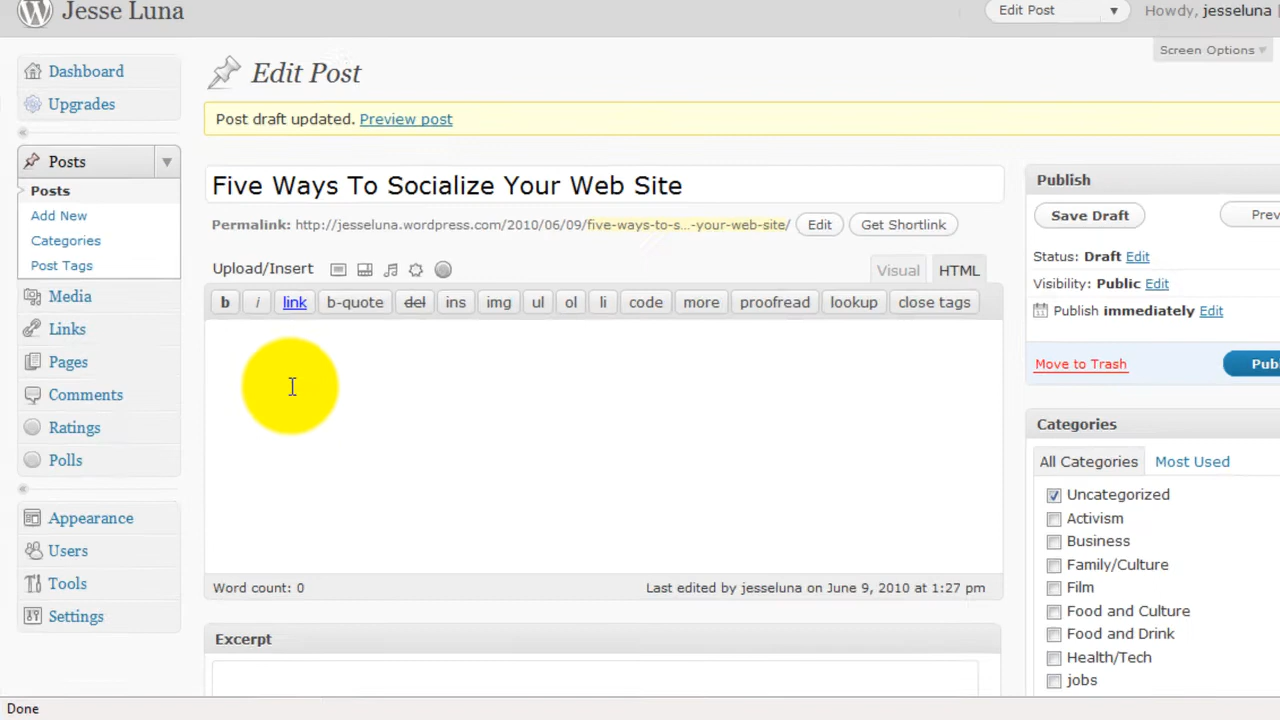 Jesse Luna
Edit Post
Howdy, jesseluna
Screen Options
Dashboard
Upgrades
Posts
Posts
Add New
Categories
Post Tags
Media
Links
Pages
Comments
Ratings
Polls
Appearance
Users
Tools
Settings
Edit Post
Post draft updated. Preview post
Five Ways To Socialize Your Web Site
Permalink: http://jesseluna.wordpress.com/2010/06/09/five-ways-to-s...-your-web-site/ Edit Get Shortlink
Upload/Insert
Visual HTML
b i link b-quote del ins img ul ol li code more proofread lookup close tags
Word count: 0 Last edited by jesseluna on June 9, 2010 at 1:27 pm
Excerpt
Publish
Save Draft Prev
Status: Draft Edit
Visibility: Public Edit
Publish immediately Edit
Move to Trash Publ
Categories
All Categories Most Used
Uncategorized
Activism
Business
Family/Culture
Film
Food and Culture
Food and Drink
Health/Tech
jobs
Done